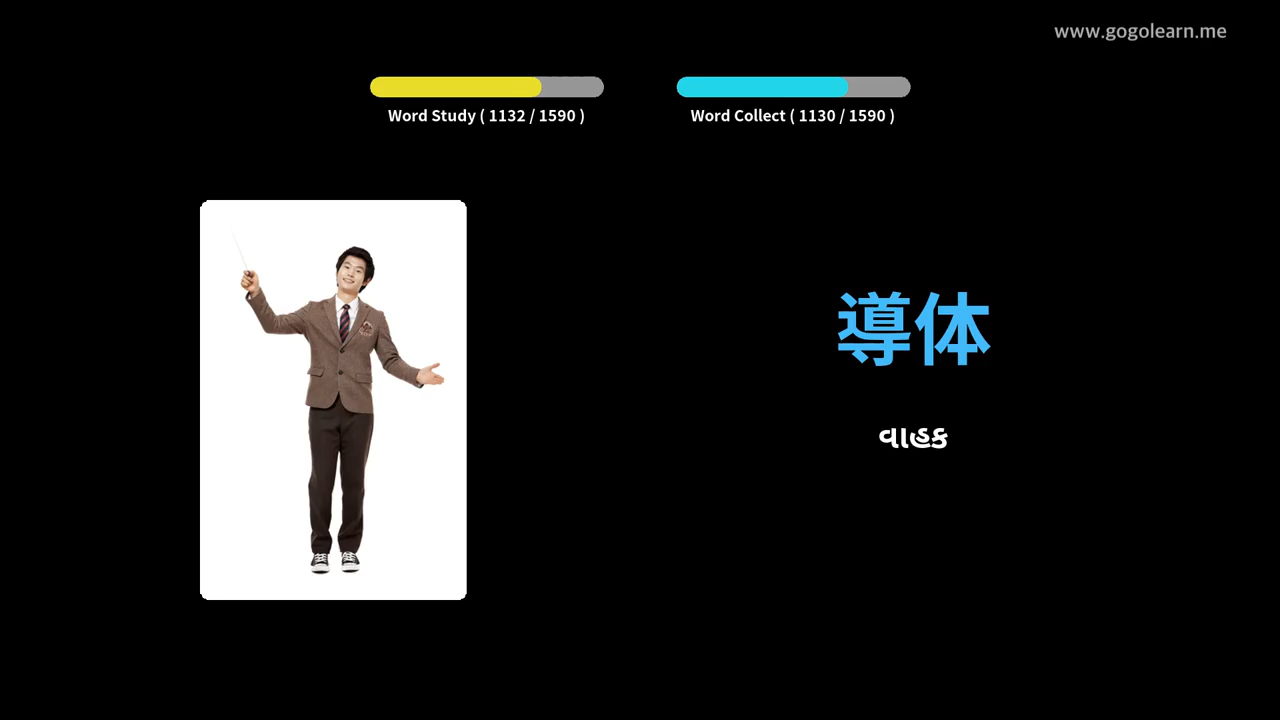 www.gogolearn.me
Word Study ( 1132 / 1590 )
Word Collect ( 1130 / 1590 )
導体
વાહક